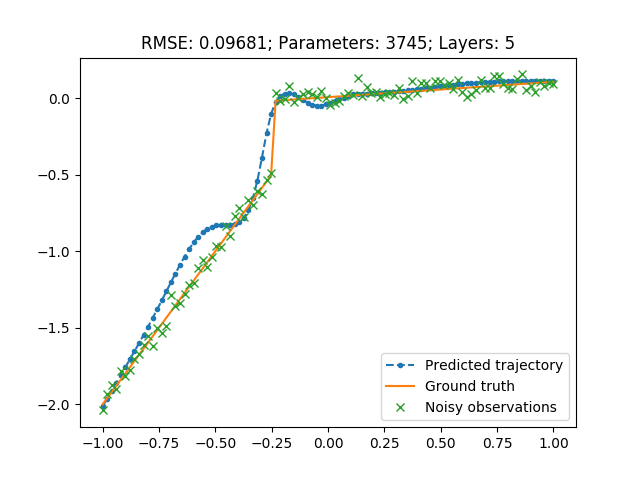 RMSE: 0.09681; Parameters: 3745; Layers: 5
0.0
−0.5
−1.0
−1.5
−2.0
Predicted trajectory
Ground truth
Noisy observations
−1.00 −0.75 −0.50 −0.25 0.00 0.25 0.50 0.75 1.00